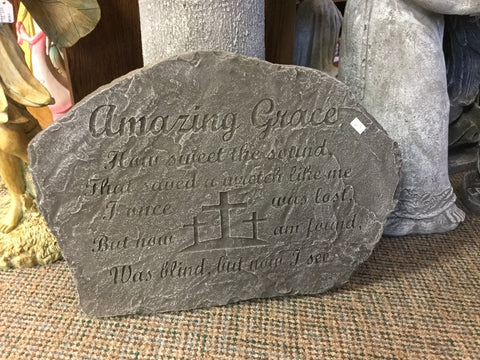 Amazing Grace
How sweet the sound,
That saved a wretch like me
I once was lost,
But now am found,
Was blind, but now I see